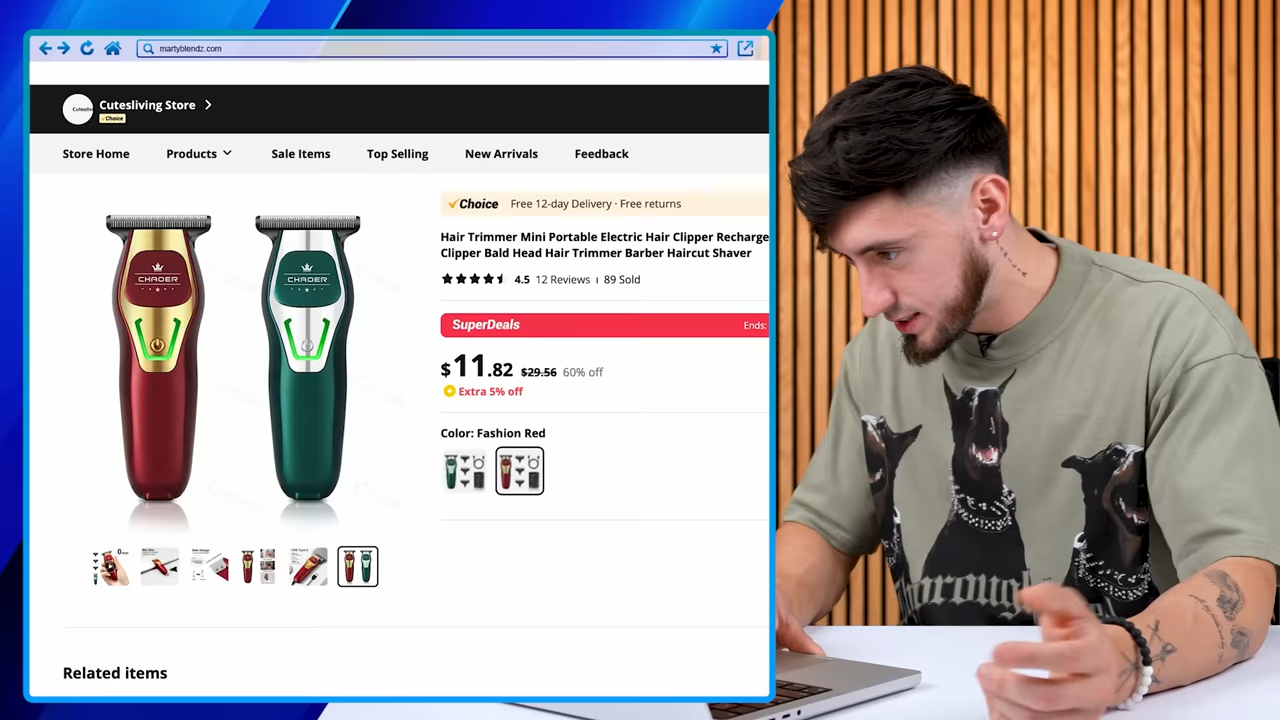 martyblendz.com
Cutesliving Store
Choice
Store Home Products Sale Items Top Selling New Arrivals Feedback
Choice Free 12-day Delivery · Free returns
Hair Trimmer Mini Portable Electric Hair Clipper Recharge
Clipper Bald Head Hair Trimmer Barber Haircut Shaver
4.5 12 Reviews 89 Sold
SuperDeals Ends:
$11.82 $29.56 60% off
Extra 5% off
Color: Fashion Red
CHAOER
CHAOER
Related items
horough